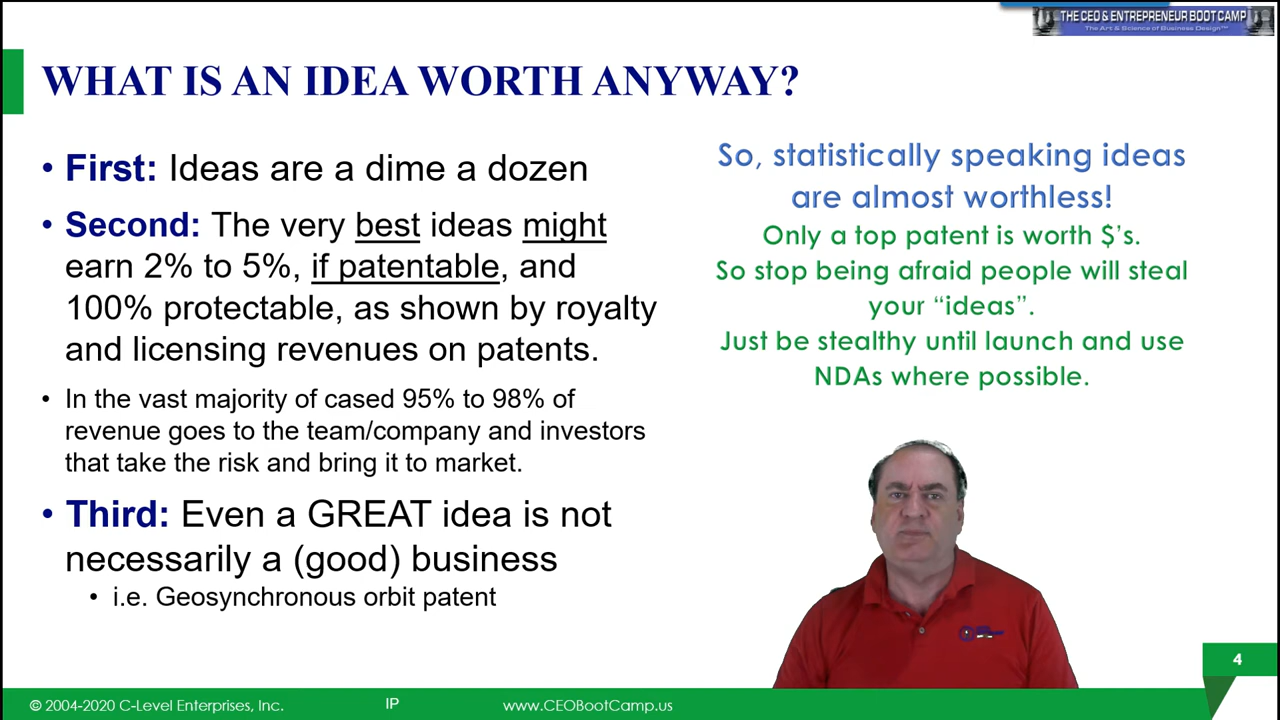 THE CEO & ENTREPRENEUR BOOT CAMP
The Art & Science of Business Design™
WHAT IS AN IDEA WORTH ANYWAY?
• First: Ideas are a dime a dozen
• Second: The very best ideas might
earn 2% to 5%, if patentable, and
100% protectable, as shown by royalty
and licensing revenues on patents.
• In the vast majority of cased 95% to 98% of
revenue goes to the team/company and investors
that take the risk and bring it to market.
• Third: Even a GREAT idea is not
necessarily a (good) business
• i.e. Geosynchronous orbit patent
So, statistically speaking ideas
are almost worthless!
Only a top patent is worth $'s.
So stop being afraid people will steal
your “ideas”.
Just be stealthy until launch and use
NDAs where possible.
4
© 2004-2020 C-Level Enterprises, Inc.
IP
www.CEOBootCamp.us